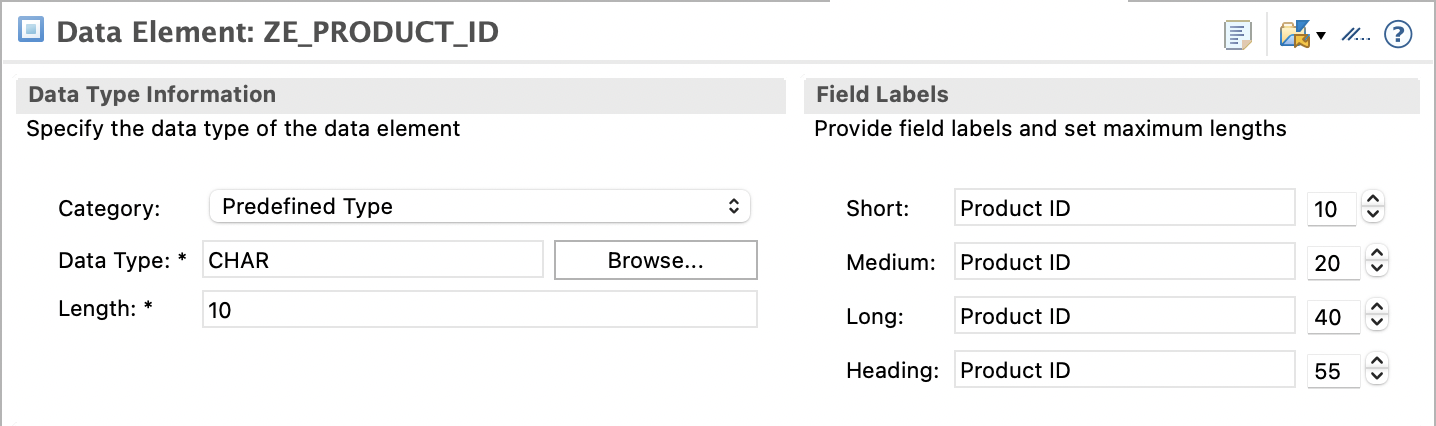 Data Element: ZE_PRODUCT_ID
Data Type Information
Specify the data type of the data element
Category: Predefined Type
Data Type: * CHAR Browse...
Length: * 10
Field Labels
Provide field labels and set maximum lengths
Short: Product ID 10
Medium: Product ID 20
Long: Product ID 40
Heading: Product ID 55